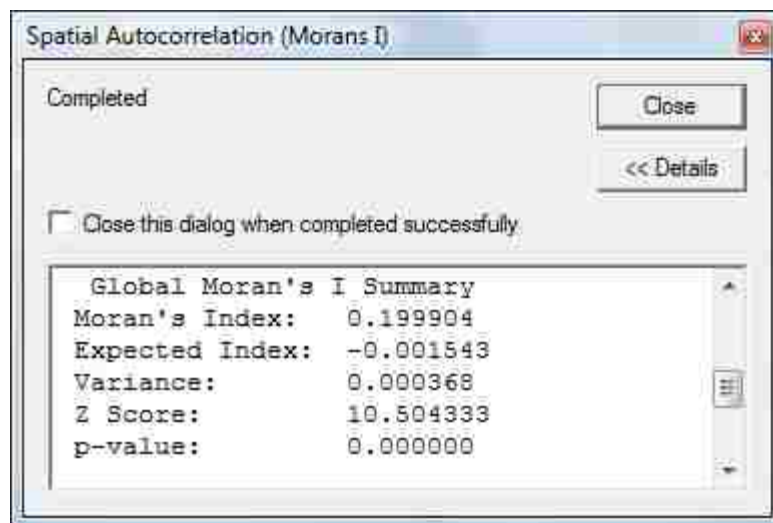 Spatial Autocorrelation (Morans I)
Completed
Close
<< Details
Close this dialog when completed successfully
Global Moran's I Summary
Moran's Index: 0.199904
Expected Index: -0.001543
Variance: 0.000368
Z Score: 10.504333
p-value: 0.000000